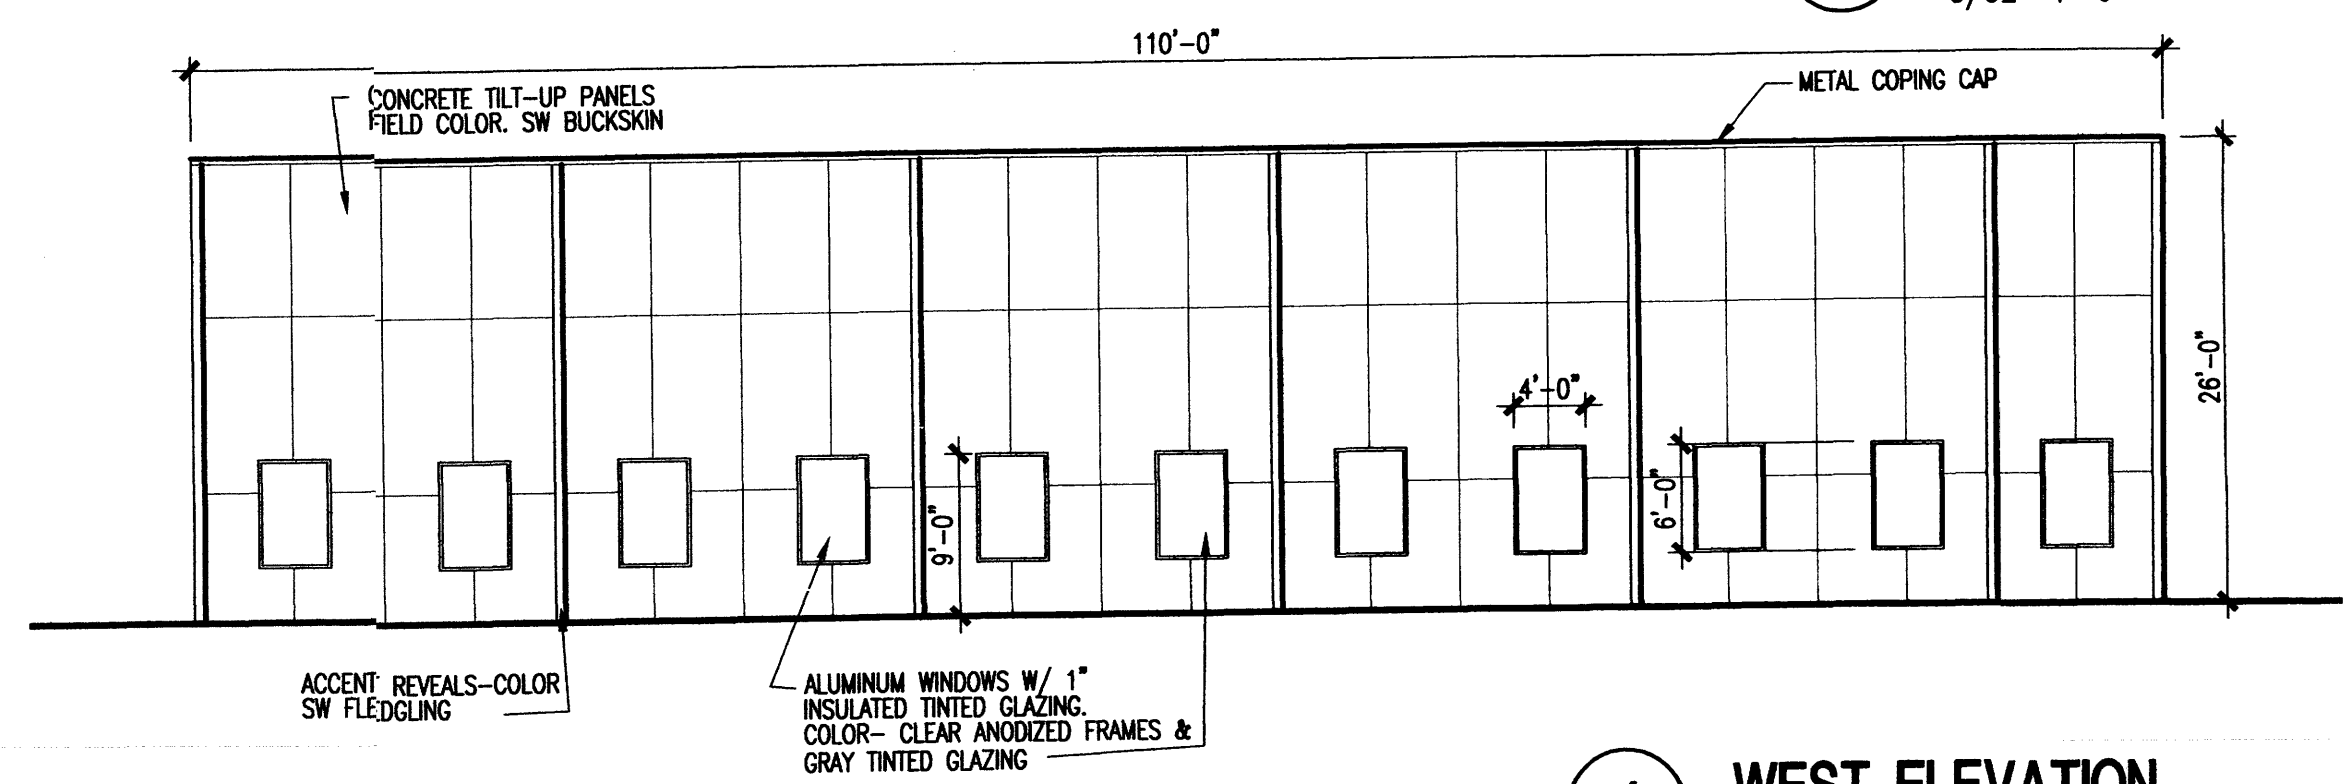 110'-0"
METAL COPING CAP
CONCRETE TILT-UP PANELS
FIELD COLOR. SW BUCKSKIN
26'-0"
4'-0"
6'-0"
9'-0"
ACCENT REVEALS-COLOR
SW FLEDGLING
ALUMINUM WINDOWS W/ 1"
INSULATED TINTED GLAZING.
COLOR- CLEAR ANODIZED FRAMES &
GRAY TINTED GLAZING
WEST ELEVATION